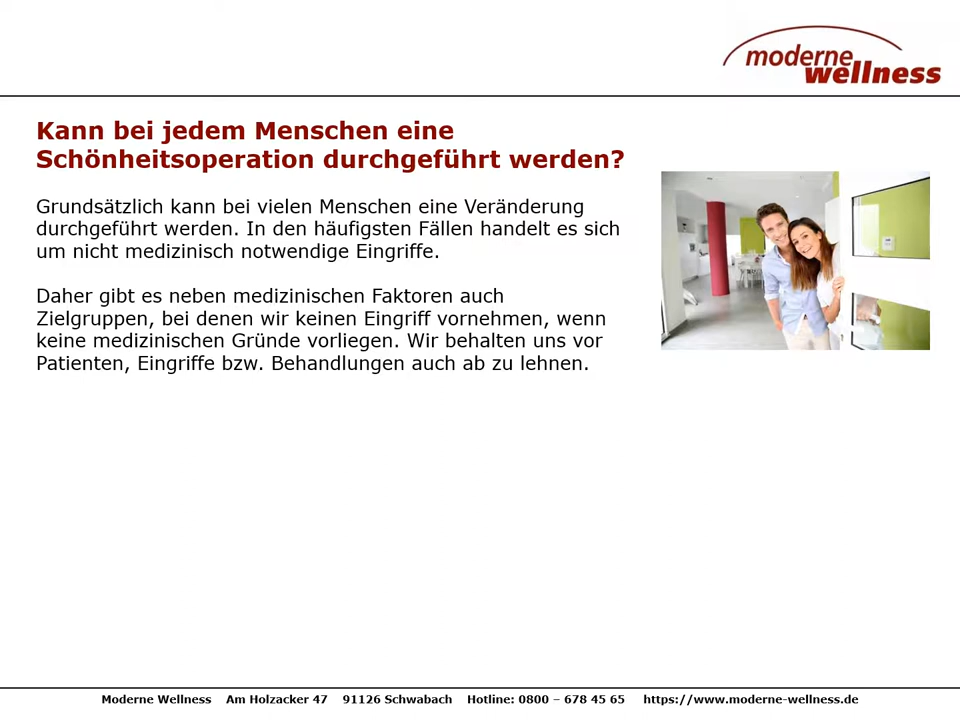 moderne
wellness
Kann bei jedem Menschen eine
Schönheitsoperation durchgeführt werden?
Grundsätzlich kann bei vielen Menschen eine Veränderung
durchgeführt werden. In den häufigsten Fällen handelt es sich
um nicht medizinisch notwendige Eingriffe.
Daher gibt es neben medizinischen Faktoren auch
Zielgruppen, bei denen wir keinen Eingriff vornehmen, wenn
keine medizinischen Gründe vorliegen. Wir behalten uns vor
Patienten, Eingriffe bzw. Behandlungen auch ab zu lehnen.
Moderne Wellness Am Holzacker 47 91126 Schwabach Hotline: 0800 – 678 45 65 https://www.moderne-wellness.de